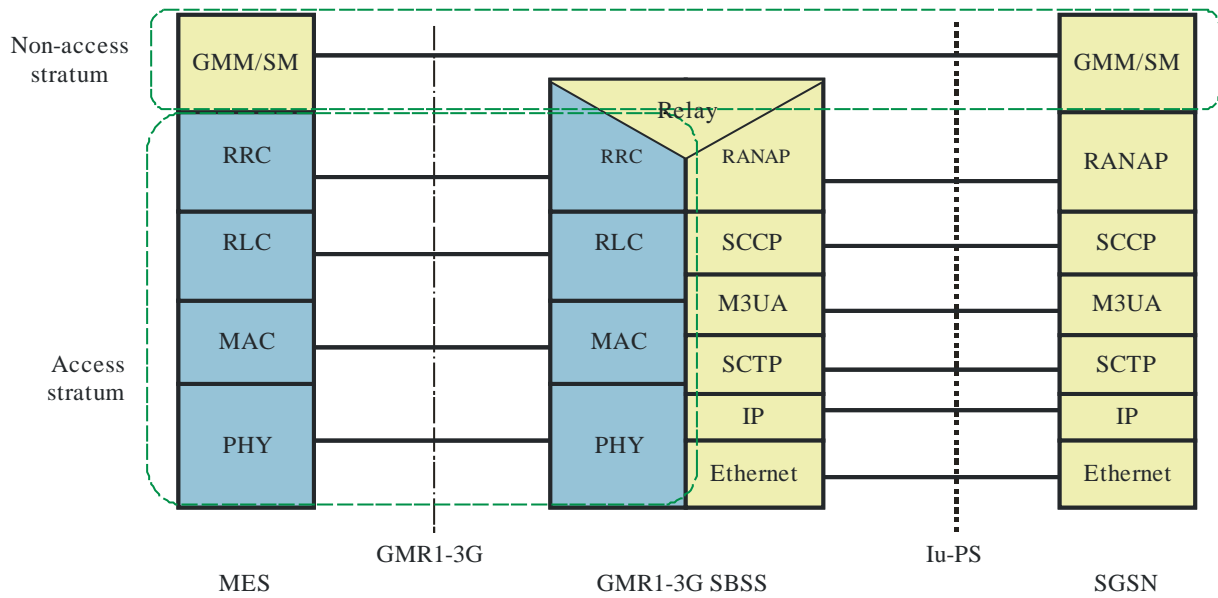 Non-access
stratum
GMM/SM
GMM/SM
Relay
RRC
RRC
RANAP
RANAP
RLC
RLC
SCCP
SCCP
M3UA
M3UA
MAC
MAC
SCTP
SCTP
Access
stratum
IP
IP
PHY
PHY
Ethernet
Ethernet
GMR1-3G
Iu-PS
MES
GMR1-3G SBSS
SGSN